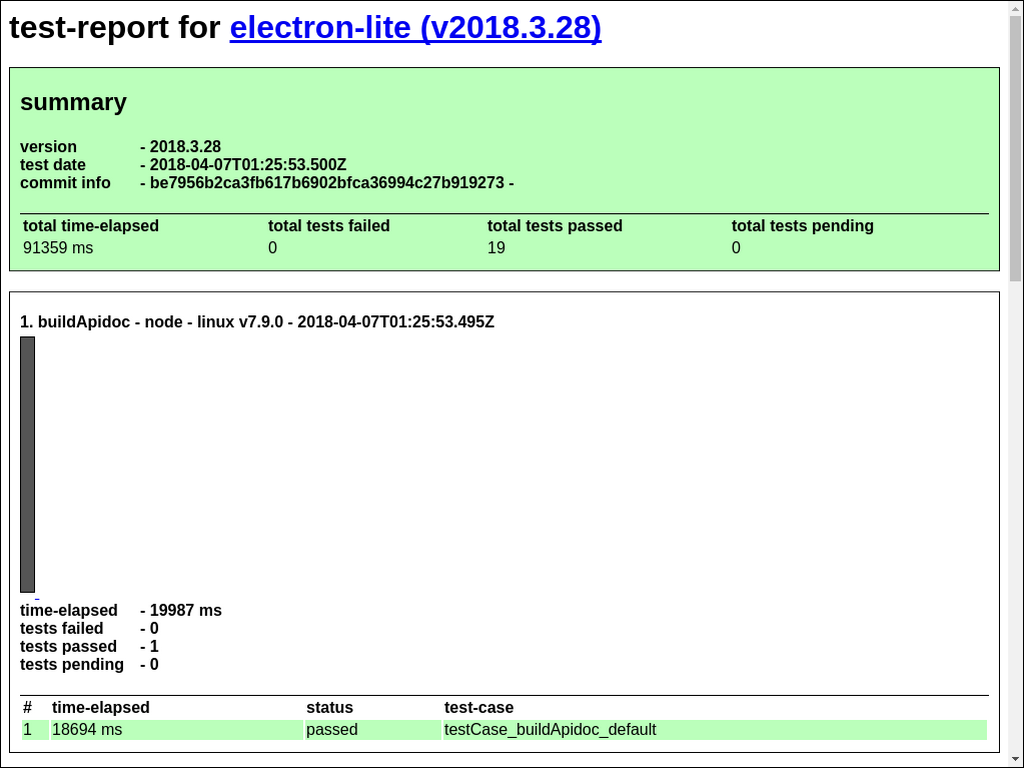 test-report for electron-lite (v2018.3.28)
summary
version - 2018.3.28
test date - 2018-04-07T01:25:53.500Z
commit info - be7956b2ca3fb617b6902bfca36994c27b919273 -
total time-elapsed total tests failed total tests passed total tests pending
91359 ms 0 19 0
1. buildApidoc - node - linux v7.9.0 - 2018-04-07T01:25:53.495Z
time-elapsed - 19987 ms
tests failed - 0
tests passed - 1
tests pending - 0
# time-elapsed status test-case
1 18694 ms passed testCase_buildApidoc_default